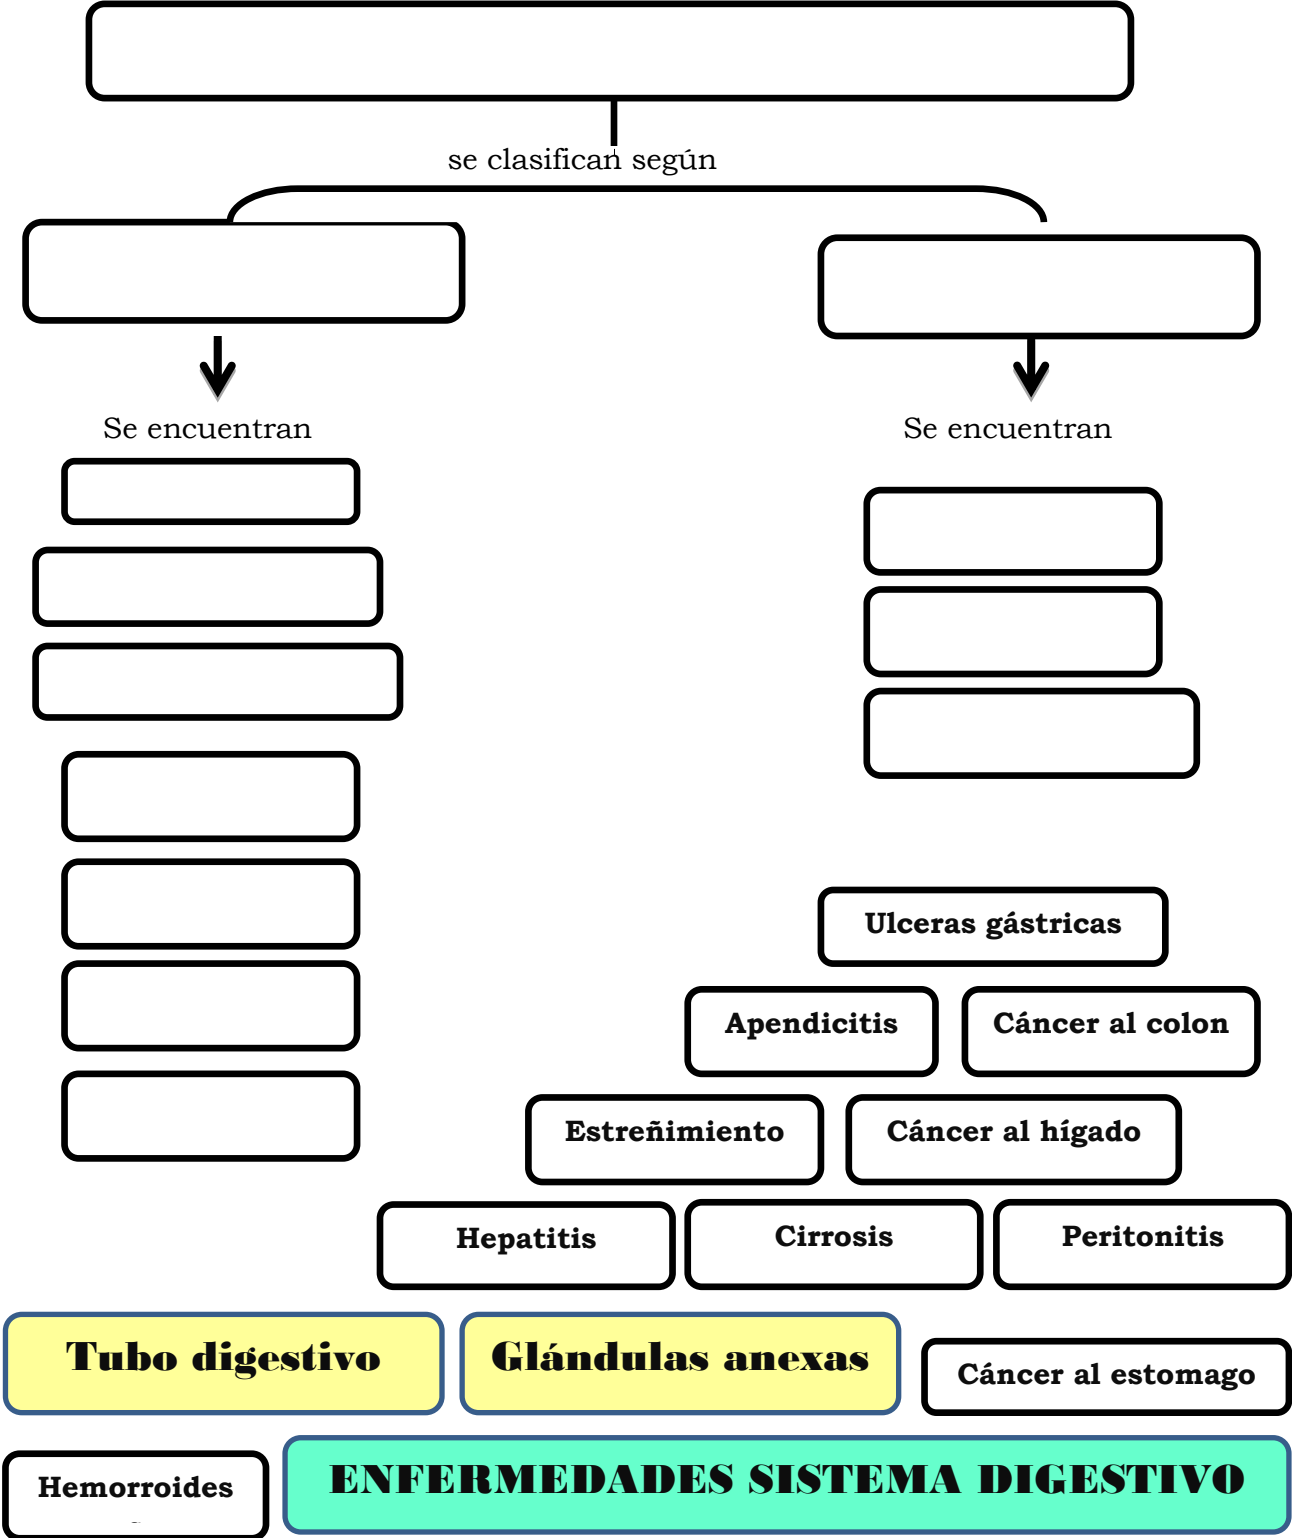 se clasifican según
Se encuentran
Se encuentran
Ulceras gástricas
Apendicitis
Cáncer al colon
Estreñimiento
Cáncer al hígado
Hepatitis
Cirrosis
Peritonitis
Tubo digestivo
Glándulas anexas
Cáncer al estomago
Hemorroides
ENFERMEDADES SISTEMA DIGESTIVO